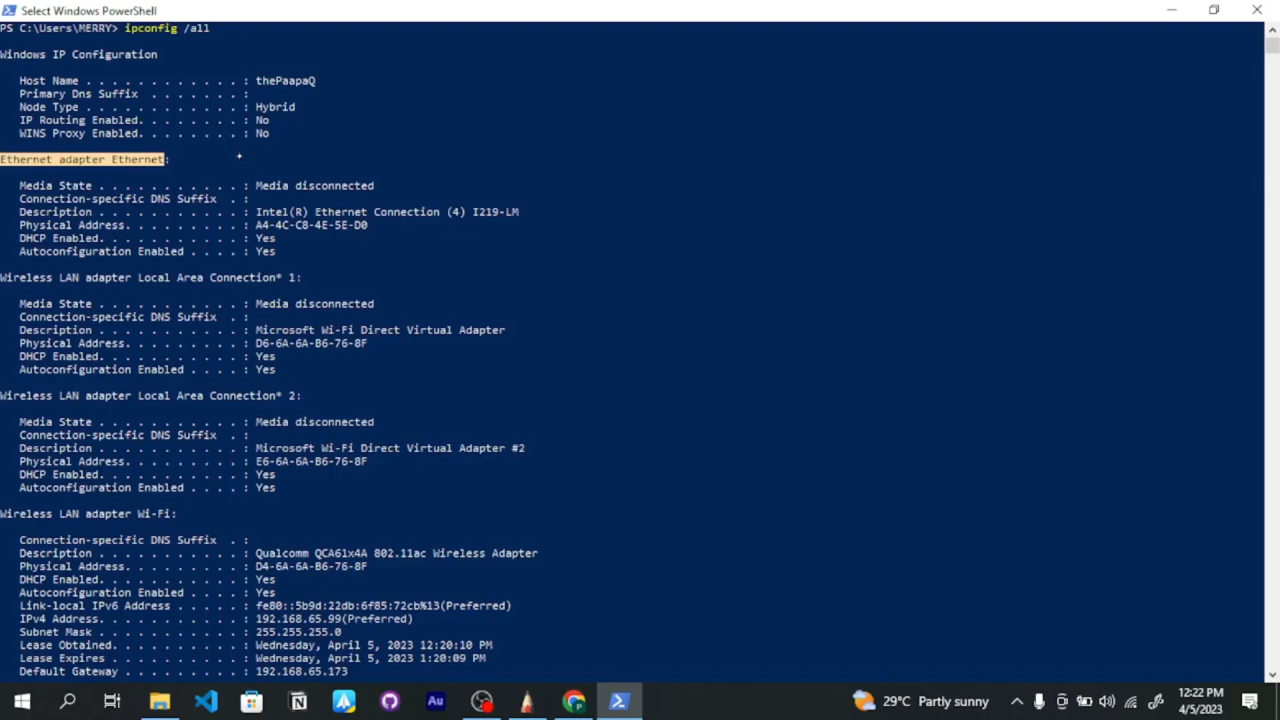 Select Windows PowerShell
PS C:\Users\MERRY> ipconfig /all
Windows IP Configuration
Host Name . . . . . . . . . . . . : thePaapaQ
Primary Dns Suffix . . . . . . . :
Node Type . . . . . . . . . . . . : Hybrid
IP Routing Enabled. . . . . . . . : No
WINS Proxy Enabled. . . . . . . . : No
Ethernet adapter Ethernet:
Media State . . . . . . . . . . . : Media disconnected
Connection-specific DNS Suffix . :
Description . . . . . . . . . . . : Intel(R) Ethernet Connection (4) I219-LM
Physical Address. . . . . . . . . : A4-4C-C8-4E-5E-D0
DHCP Enabled. . . . . . . . . . . : Yes
Autoconfiguration Enabled . . . . : Yes
Wireless LAN adapter Local Area Connection* 1:
Media State . . . . . . . . . . . : Media disconnected
Connection-specific DNS Suffix . :
Description . . . . . . . . . . . : Microsoft Wi-Fi Direct Virtual Adapter
Physical Address. . . . . . . . . : D6-6A-6A-B6-76-8F
DHCP Enabled. . . . . . . . . . . : Yes
Autoconfiguration Enabled . . . . : Yes
Wireless LAN adapter Local Area Connection* 2:
Media State . . . . . . . . . . . : Media disconnected
Connection-specific DNS Suffix . :
Description . . . . . . . . . . . : Microsoft Wi-Fi Direct Virtual Adapter #2
Physical Address. . . . . . . . . : E6-6A-6A-B6-76-8F
DHCP Enabled. . . . . . . . . . . : Yes
Autoconfiguration Enabled . . . . : Yes
Wireless LAN adapter Wi-Fi:
Connection-specific DNS Suffix . :
Description . . . . . . . . . . . : Qualcomm QCA61x4A 802.11ac Wireless Adapter
Physical Address. . . . . . . . . : D4-6A-6A-B6-76-8F
DHCP Enabled. . . . . . . . . . . : Yes
Autoconfiguration Enabled . . . . : Yes
Link-local IPv6 Address . . . . . : fe80::5b9d:22db:6f85:72cb%13(Preferred)
IPv4 Address. . . . . . . . . . . : 192.168.65.99(Preferred)
Subnet Mask . . . . . . . . . . . : 255.255.255.0
Lease Obtained. . . . . . . . . . : Wednesday, April 5, 2023 12:20:10 PM
Lease Expires . . . . . . . . . . : Wednesday, April 5, 2023 1:20:09 PM
Default Gateway . . . . . . . . . : 192.168.65.173
Au
29°C Partly sunny
12:22 PM
4/5/2023